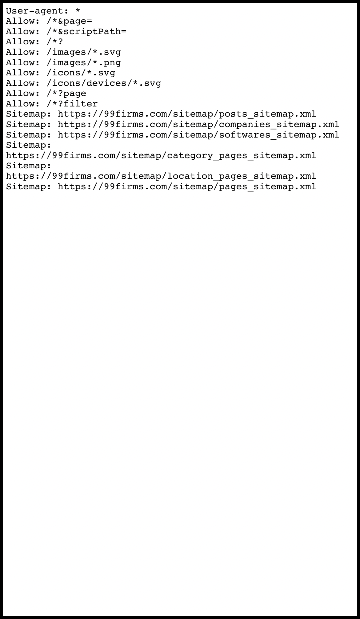 User-agent: *
Allow: /*&page=
Allow: /*&scriptPath=
Allow: /*?
Allow: /images/*.svg
Allow: /images/*.png
Allow: /icons/*.svg
Allow: /icons/devices/*.svg
Allow: /*?page
Allow: /*?filter
Sitemap: https://99firms.com/sitemap/posts_sitemap.xml
Sitemap: https://99firms.com/sitemap/companies_sitemap.xml
Sitemap: https://99firms.com/sitemap/softwares_sitemap.xml
Sitemap:
https://99firms.com/sitemap/category_pages_sitemap.xml
Sitemap:
https://99firms.com/sitemap/location_pages_sitemap.xml
Sitemap: https://99firms.com/sitemap/pages_sitemap.xml